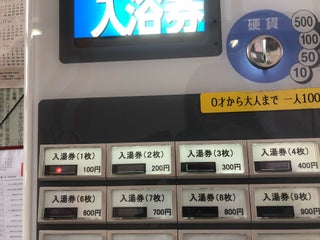 入浴券
硬貨
500
100
50
10
0才から大人まで 一人100
入湯券(1枚)
100円
入湯券(2枚)
200円
入湯券(3枚)
300円
入湯券(4枚)
400円
入湯券(6枚)
600円
入湯券(7枚)
700円
入湯券(8枚)
800円
入湯券(9枚)
900円